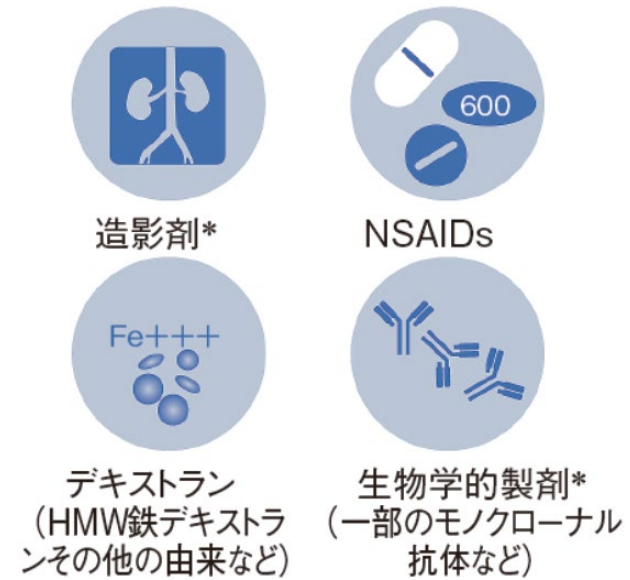 600
造影剤*
NSAIDs
Fe+++
デキストラン
（HMW鉄デキストラ
ンその他の由来など）
生物学的製剤*
（一部のモノクローナル
抗体など）